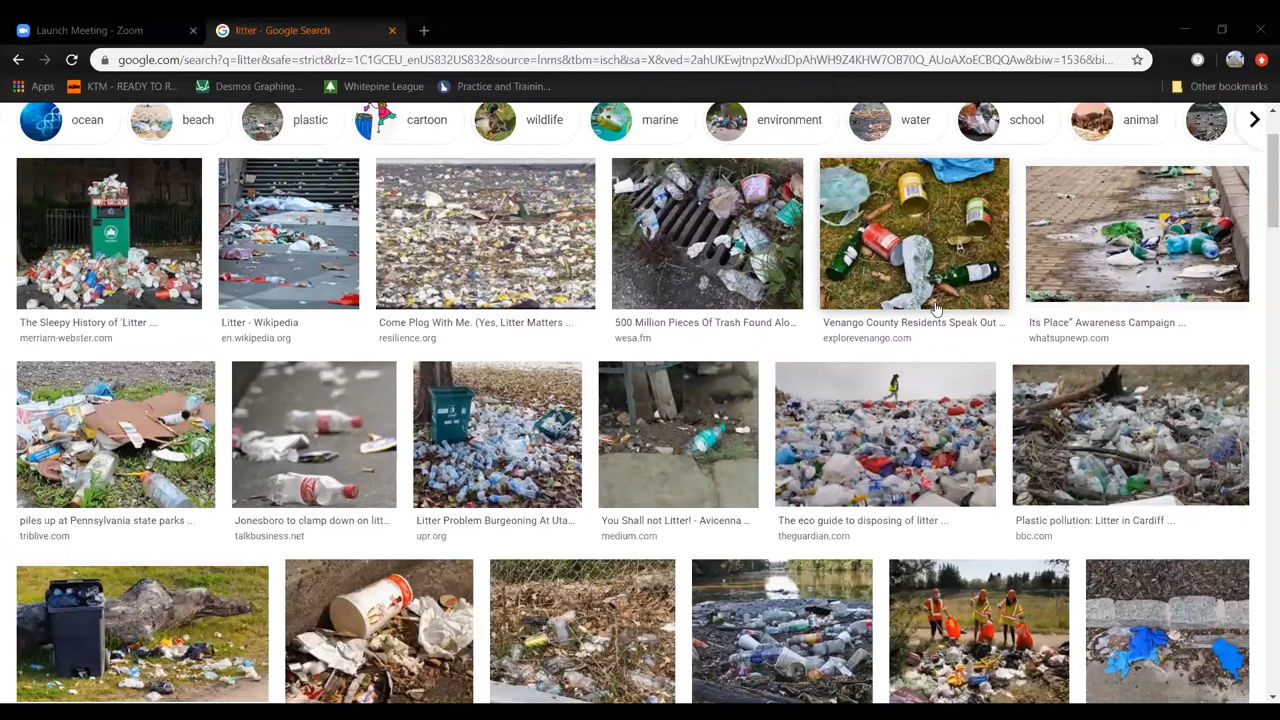 Launch Meeting - Zoom
litter - Google Search
google.com/search?q=litter&safe=strict&rlz=1C1GCEU_enUS832US832&source=lnms&tbm=isch&sa=X&ved=2ahUKEwjtnpzWxdDpAhWH9Z4KHW7OB70Q_AUoAXoECBQQAw&biw=1536&bi...
Apps KTM - READY TO R... Desmos Graphing... Whitepine League Practice and Trainin... Other bookmarks
ocean beach plastic cartoon wildlife marine environment water school animal
The Sleepy History of 'Litter ... Litter - Wikipedia Come Plog With Me. (Yes, Litter Matters ... 500 Million Pieces Of Trash Found Alo... Venango County Residents Speak Out ... Its Place” Awareness Campaign ...
merriam-webster.com en.wikipedia.org resilience.org wesa.fm explorevenango.com whatsupnewp.com
piles up at Pennsylvania state parks ... Jonesboro to clamp down on litt... Litter Problem Burgeoning At Uta... You Shall not Litter! - Avicenna ... The eco guide to disposing of litter ... Plastic pollution: Litter in Cardiff ...
triblive.com talkbusiness.net upr.org medium.com theguardian.com bbc.com